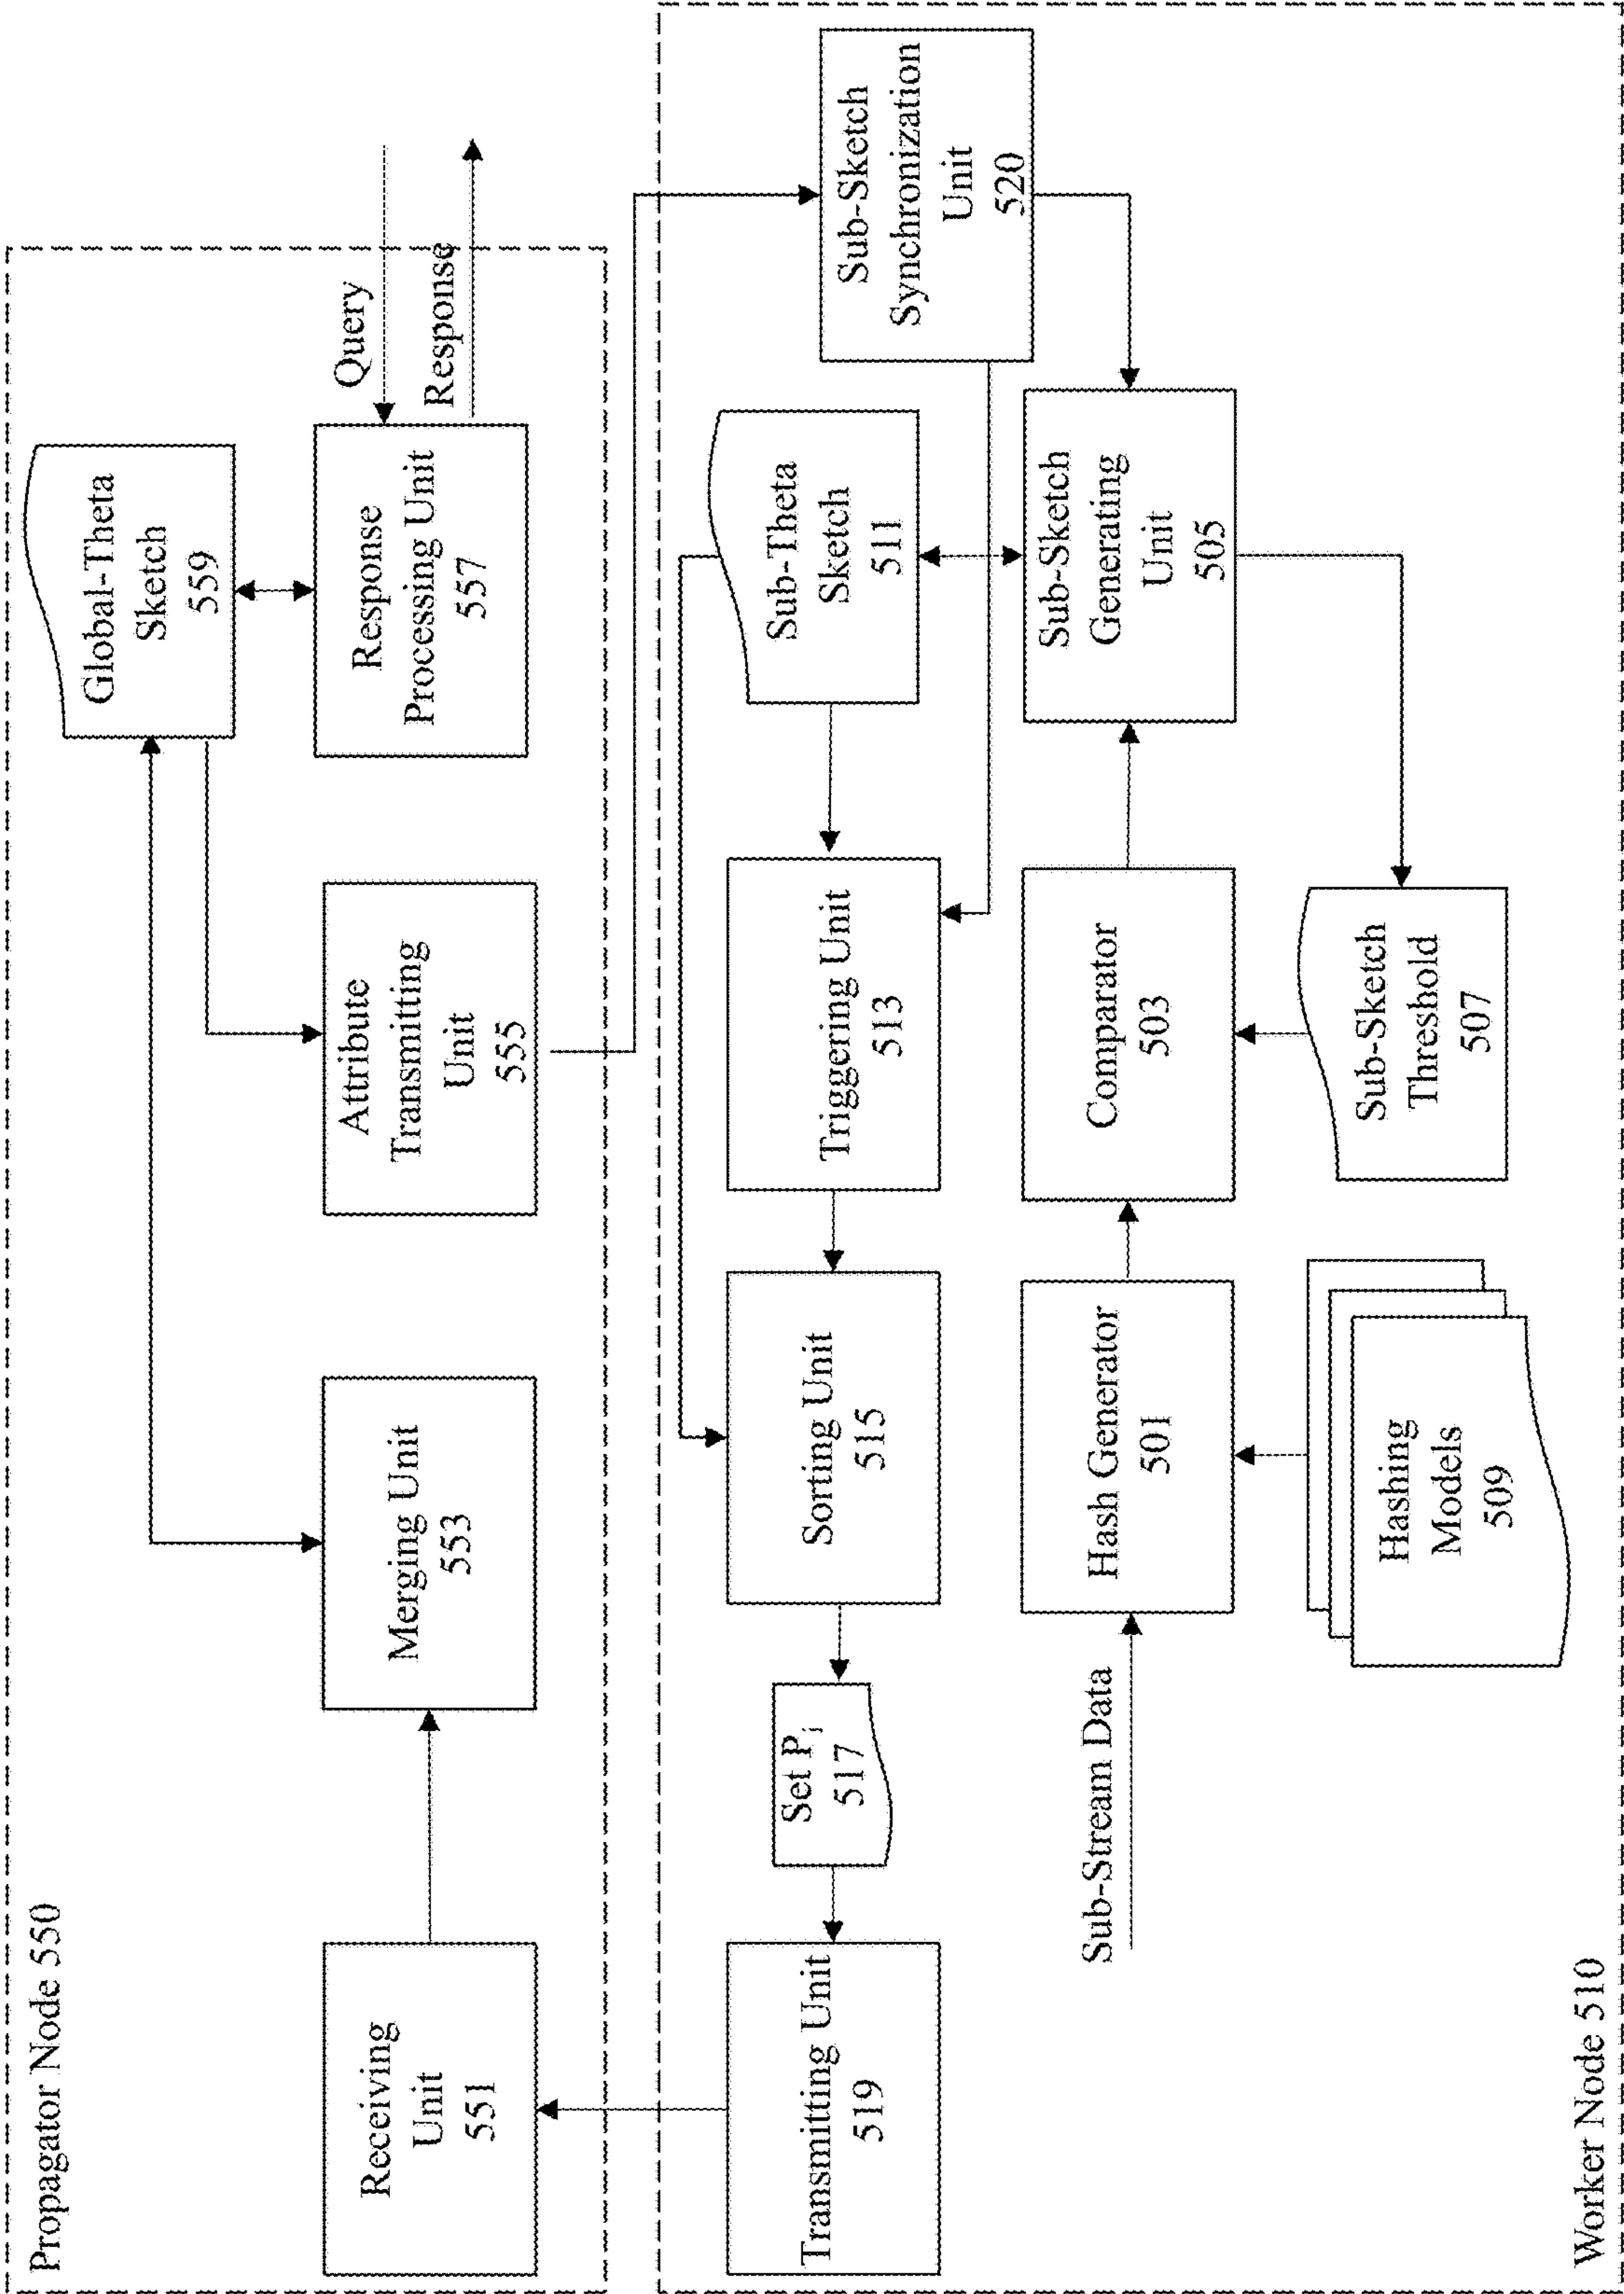 Propagator Node 550
Receiving
Unit
551
Merging Unit
553
Attribute
Transmitting
Unit
555
Global-Theta
Sketch
559
Response
Processing Unit
557
Query
Response
Transmitting Unit
519
Set Pj
517
Sorting Unit
515
Triggering Unit
513
Sub-Theta
Sketch
511
Sub-Sketch
Synchronization
Unit
520
Sub-Stream Data
Hash Generator
501
Comparator
503
Sub-Sketch
Generating
Unit
505
Hashing
Models
509
Sub-Sketch
Threshold
507
Worker Node 510